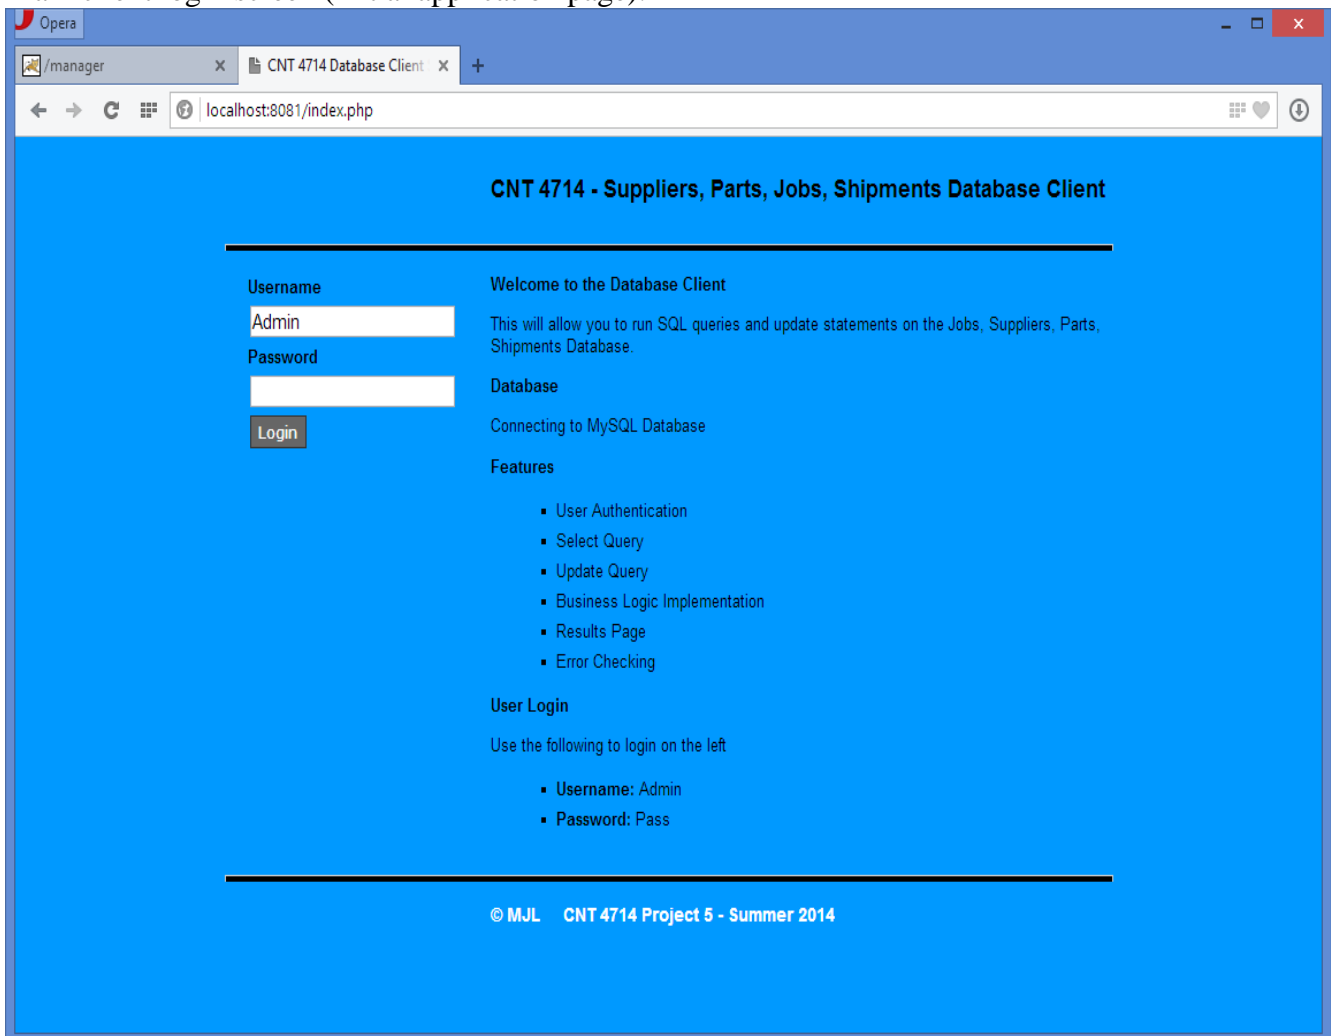 Opera
/manager
CNT 4714 Database Client
localhost:8081/index.php
CNT 4714 - Suppliers, Parts, Jobs, Shipments Database Client
Username
Admin
Password
Login
Welcome to the Database Client
This will allow you to run SQL queries and update statements on the Jobs, Suppliers, Parts,
Shipments Database.
Database
Connecting to MySQL Database
Features
User Authentication
Select Query
Update Query
Business Logic Implementation
Results Page
Error Checking
User Login
Use the following to login on the left
Username: Admin
Password: Pass
© MJL CNT 4714 Project 5 - Summer 2014